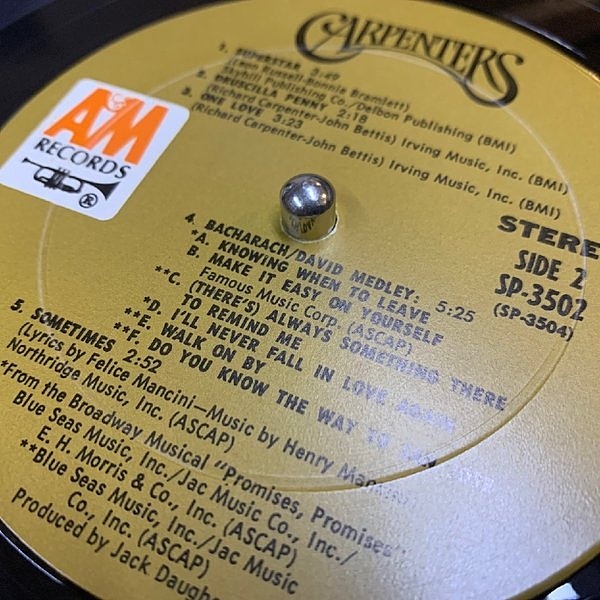 CARPENTERS
1. SUPERSTAR 3:49
(Leon Russell-Bonnie Bramlett)
Skyhill Publishing Co./Delbon Publishing (BMI)
2. DRUSCILLA PENNY 2:18
(Richard Carpenter-John Bettis) Irving Music, Inc. (BMI)
3. ONE LOVE 3:23
(Richard Carpenter-John Bettis) Irving Music, Inc. (BMI)
A&M
RECORDS
®
STERE
SIDE 2
SP-3502
(SP-3504)
4. BACHARACH/DAVID MEDLEY: 5:25
*A. KNOWING WHEN TO LEAVE
B. MAKE IT EASY ON YOURSELF
Famous Music Corp. (ASCAP)
**C. (THERE'S) ALWAYS SOMETHING THERE
TO REMIND ME
*D. I'LL NEVER FALL IN LOVE AGAIN
**E. WALK ON BY
**F. DO YOU KNOW THE WAY TO
5. SOMETIMES 2:52
(Lyrics by Felice Mancini—Music by Henry Mancini)
Northridge Music, Inc. (ASCAP)
*From the Broadway Musical "Promises, Promises"
Blue Seas Music, Inc./Jac Music Co., Inc./
E. H. Morris & Co., Inc. (ASCAP)
**Blue Seas Music, Inc./Jac Music
Co., Inc. (ASCAP)
Produced by Jack Daugh